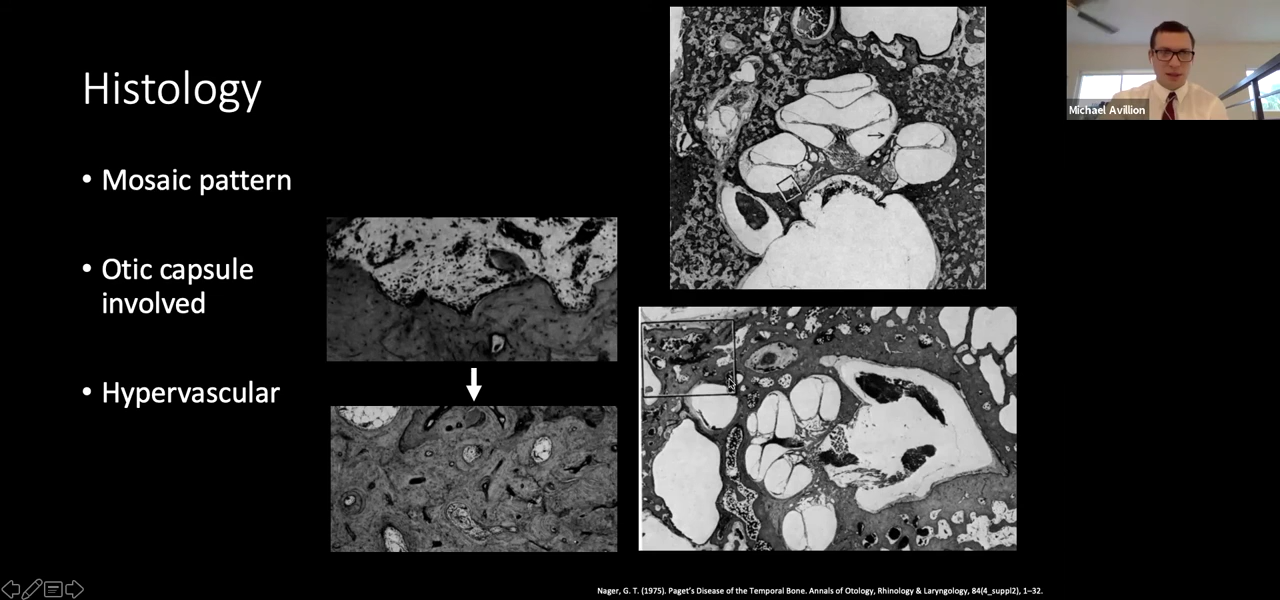 Histology
• Mosaic pattern
• Otic capsule
involved
• Hypervascular
Michael Avillion
Nager, G. T. (1975). Paget's Disease of the Temporal Bone. Annals of Otology, Rhinology & Laryngology, 84(4_suppl2), 1–32.